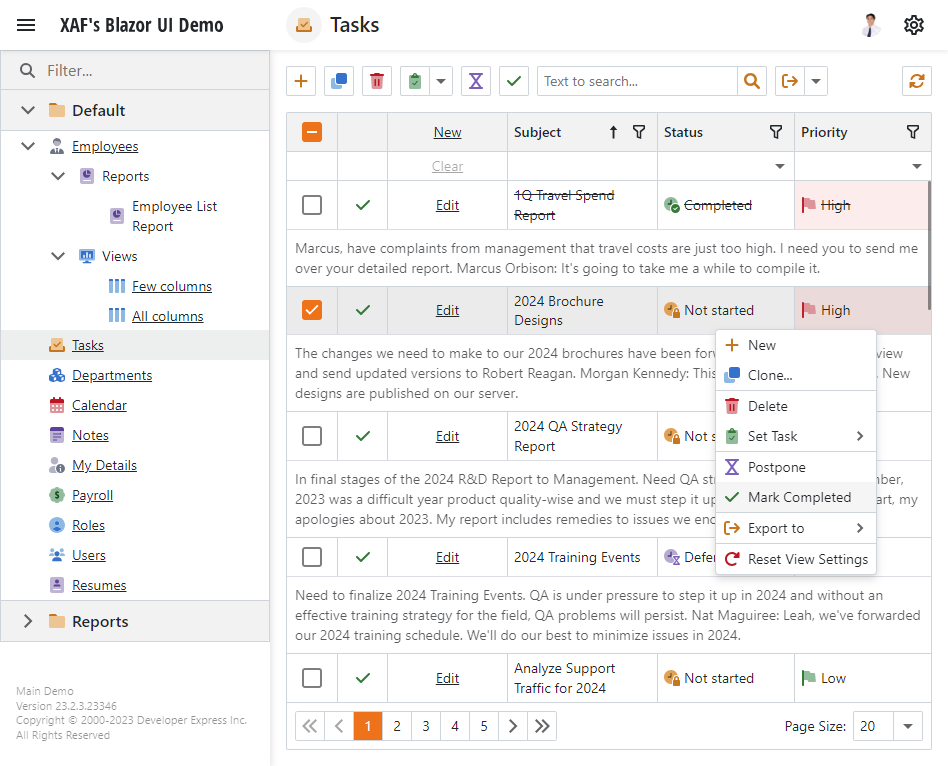 XAF's Blazor UI Demo
Tasks
Filter...
Default
Employees
Reports
Employee List
Report
Views
Few columns
All columns
Tasks
Departments
Calendar
Notes
My Details
Payroll
Roles
Users
Resumes
Reports
Main Demo
Version 23.2.3.23346
Copyright © 2000-2023 Developer Express Inc.
All Rights Reserved
Text to search...
New Subject Status Priority
Clear
Edit 1Q Travel Spend Report Completed High
Marcus, have complaints from management that travel costs are just too high. I need you to send me
over your detailed report. Marcus Orbison: It's going to take me a while to compile it.
Edit 2024 Brochure Designs Not started High
The changes we need to make to our 2024 brochures have been view
and send updated versions to Robert Reagan. Morgan Kennedy: This New
designs are published on our server.
Edit 2024 QA Strategy Report Not
In final stages of the 2024 R&D Report to Management. Need QA
2023 was a difficult year product quality-wise and we must step it up my
apologies about 2023. My report includes remedies to issues we
Edit 2024 Training Events
Need to finalize 2024 Training Events. QA is under pressure to step it up in 2024 and without an
effective training strategy for the field, QA problems will persist. Nat Maguiree: Leah, we've forwarded
our 2024 training schedule. We'll do our best to minimize issues in 2024.
Edit Analyze Support Traffic for 2024 Not started Low
New
Clone...
Delete
Set Task
Postpone
Mark Completed
Export to
Reset View Settings
1 2 3 4 5
Page Size: 20